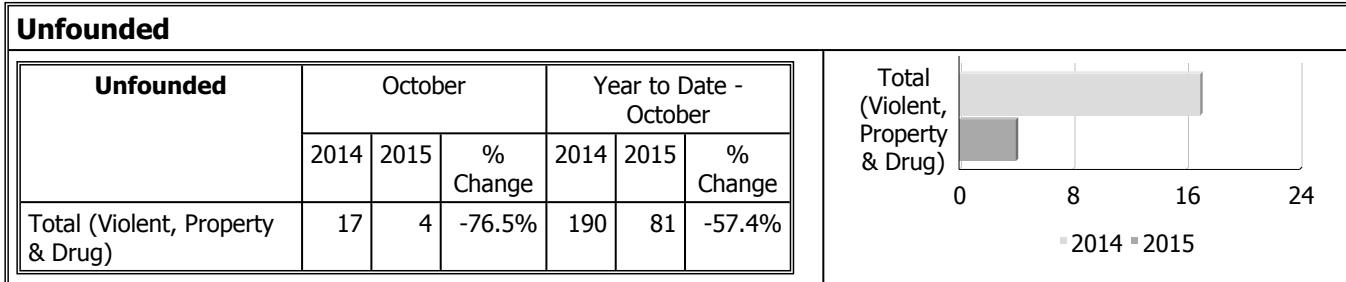 Unfounded
Unfounded October Year to Date -
October
2014 2015 % 2014 2015 %
Change Change
Total (Violent, Property 17 4 -76.5% 190 81 -57.4%
& Drug)
Total
(Violent,
Property
& Drug)
0 8 16 24
2014 2015